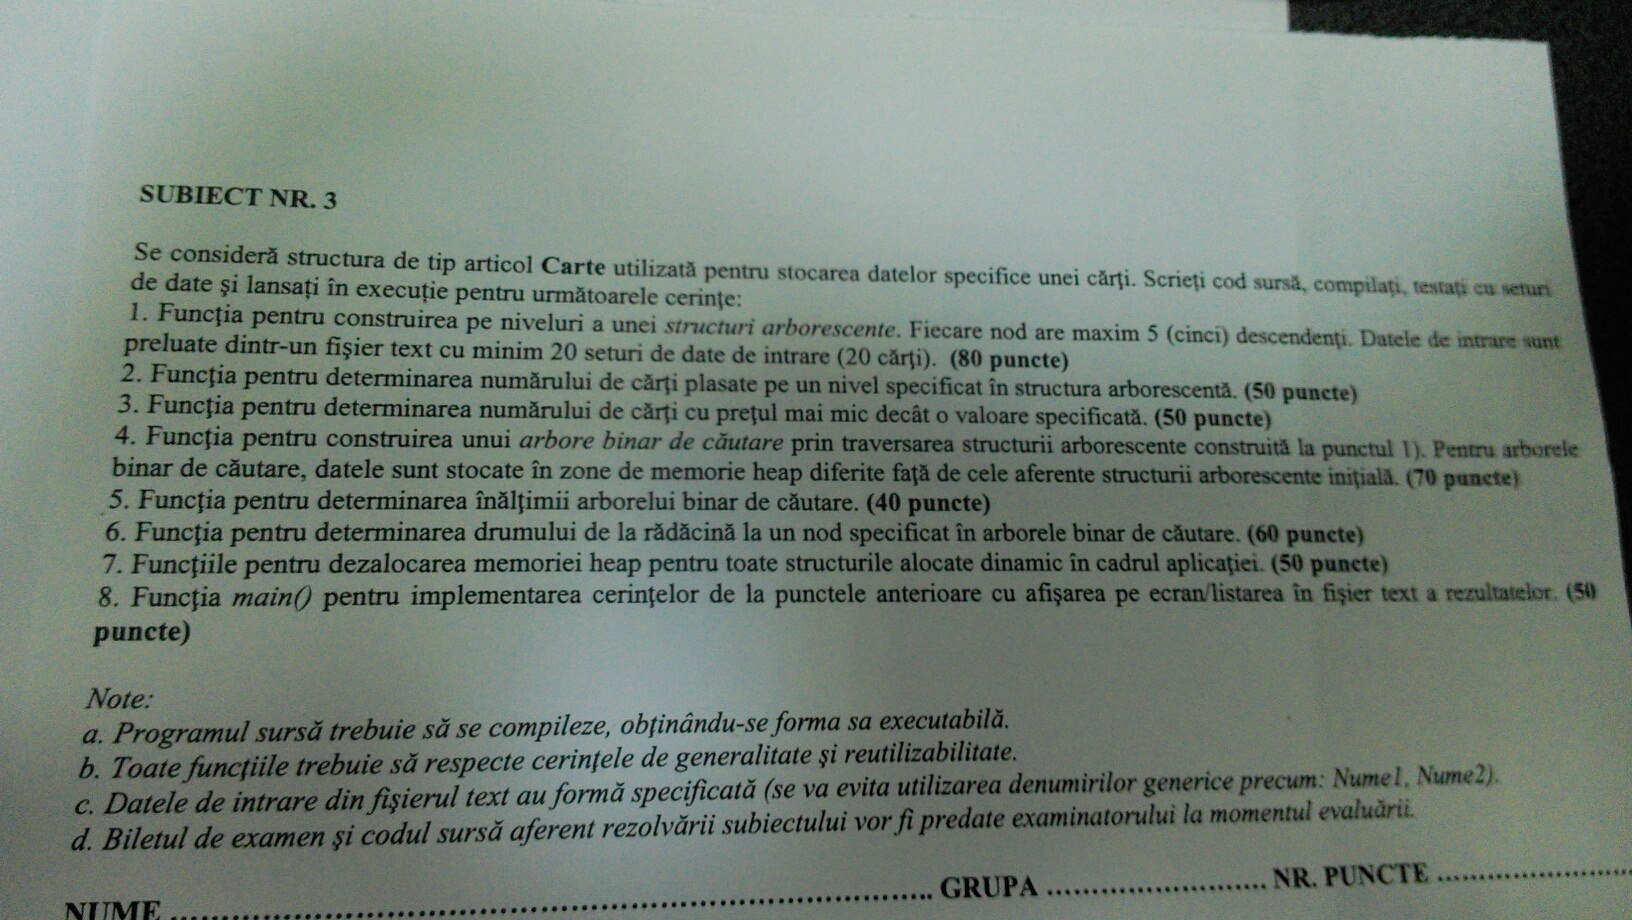 SUBIECT NR. 3
Se consideră structura de tip articol Carte utilizată pentru stocarea datelor specifice unei cărţi. Scrieţi cod sursă, compilaţi, testaţi cu seturi
de date şi lansaţi în execuţie pentru următoarele cerinţe:
1. Funcţia pentru construirea pe niveluri a unei structuri arborescente. Fiecare nod are maxim 5 (cinci) descendenţi. Datele de intrare sunt
preluate dintr-un fişier text cu minim 20 seturi de date de intrare (20 cărţi). (80 puncte)
2. Funcţia pentru determinarea numărului de cărţi plasate pe un nivel specificat în structura arborescentă. (50 puncte)
3. Funcţia pentru determinarea numărului de cărţi cu preţul mai mic decât o valoare specificată. (50 puncte)
4. Funcţia pentru construirea unui arbore binar de căutare prin traversarea structurii arborescente construită la punctul 1). Pentru arborele
binar de căutare, datele sunt stocate în zone de memorie heap diferite faţă de cele aferente structurii arborescente iniţială. (70 puncte)
5. Funcţia pentru determinarea înălţimii arborelui binar de căutare. (40 puncte)
6. Funcţia pentru determinarea drumului de la rădăcină la un nod specificat în arborele binar de căutare. (60 puncte)
7. Funcţiile pentru dezalocarea memoriei heap pentru toate structurile alocate dinamic în cadrul aplicaţiei. (50 puncte)
8. Funcţia main() pentru implementarea cerinţelor de la punctele anterioare cu afişarea pe ecran/listarea în fişier text a rezultatelor. (50
puncte)
Note:
a. Programul sursă trebuie să se compileze, obţinându-se forma sa executabilă.
b. Toate funcţiile trebuie să respecte cerinţele de generalitate şi reutilizabilitate.
c. Datele de intrare din fişierul text au formă specificată (se va evita utilizarea denumirilor generice precum: Nume1, Nume2).
d. Biletul de examen şi codul sursă aferent rezolvării subiectului vor fi predate examinatorului la momentul evaluării.
NUME ........................ GRUPA ........................ NR. PUNCTE ........................